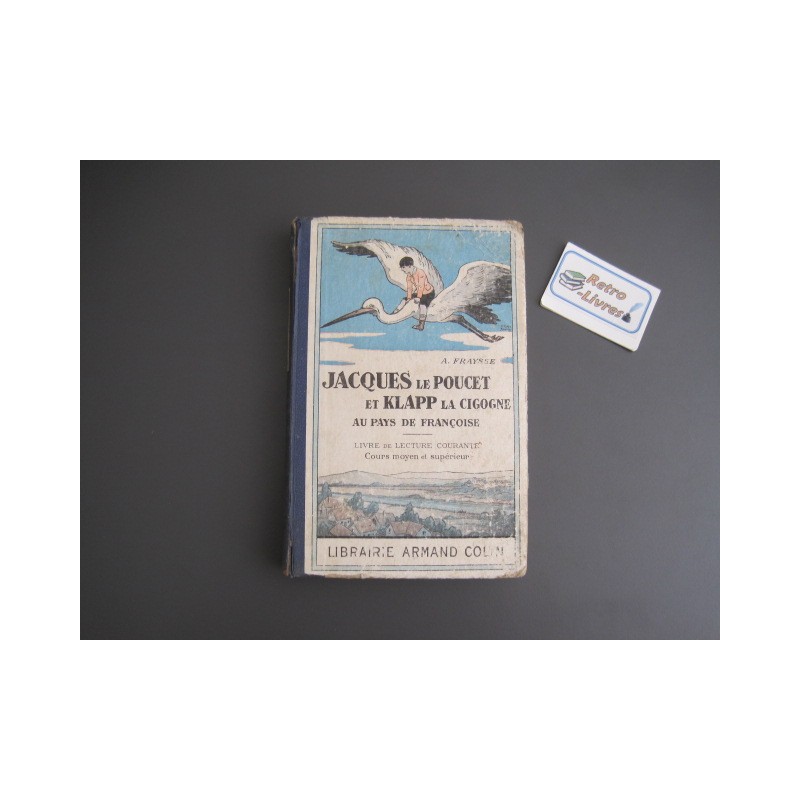 A. FRAYSSE
JACQUES LE POUCET
ET KLAPP LA CIGOGNE
AU PAYS DE FRANÇOISE
LIVRE DE LECTURE COURANTE
Cours moyen et supérieur
LIBRAIRIE ARMAND COLIN
Retro
-Livres